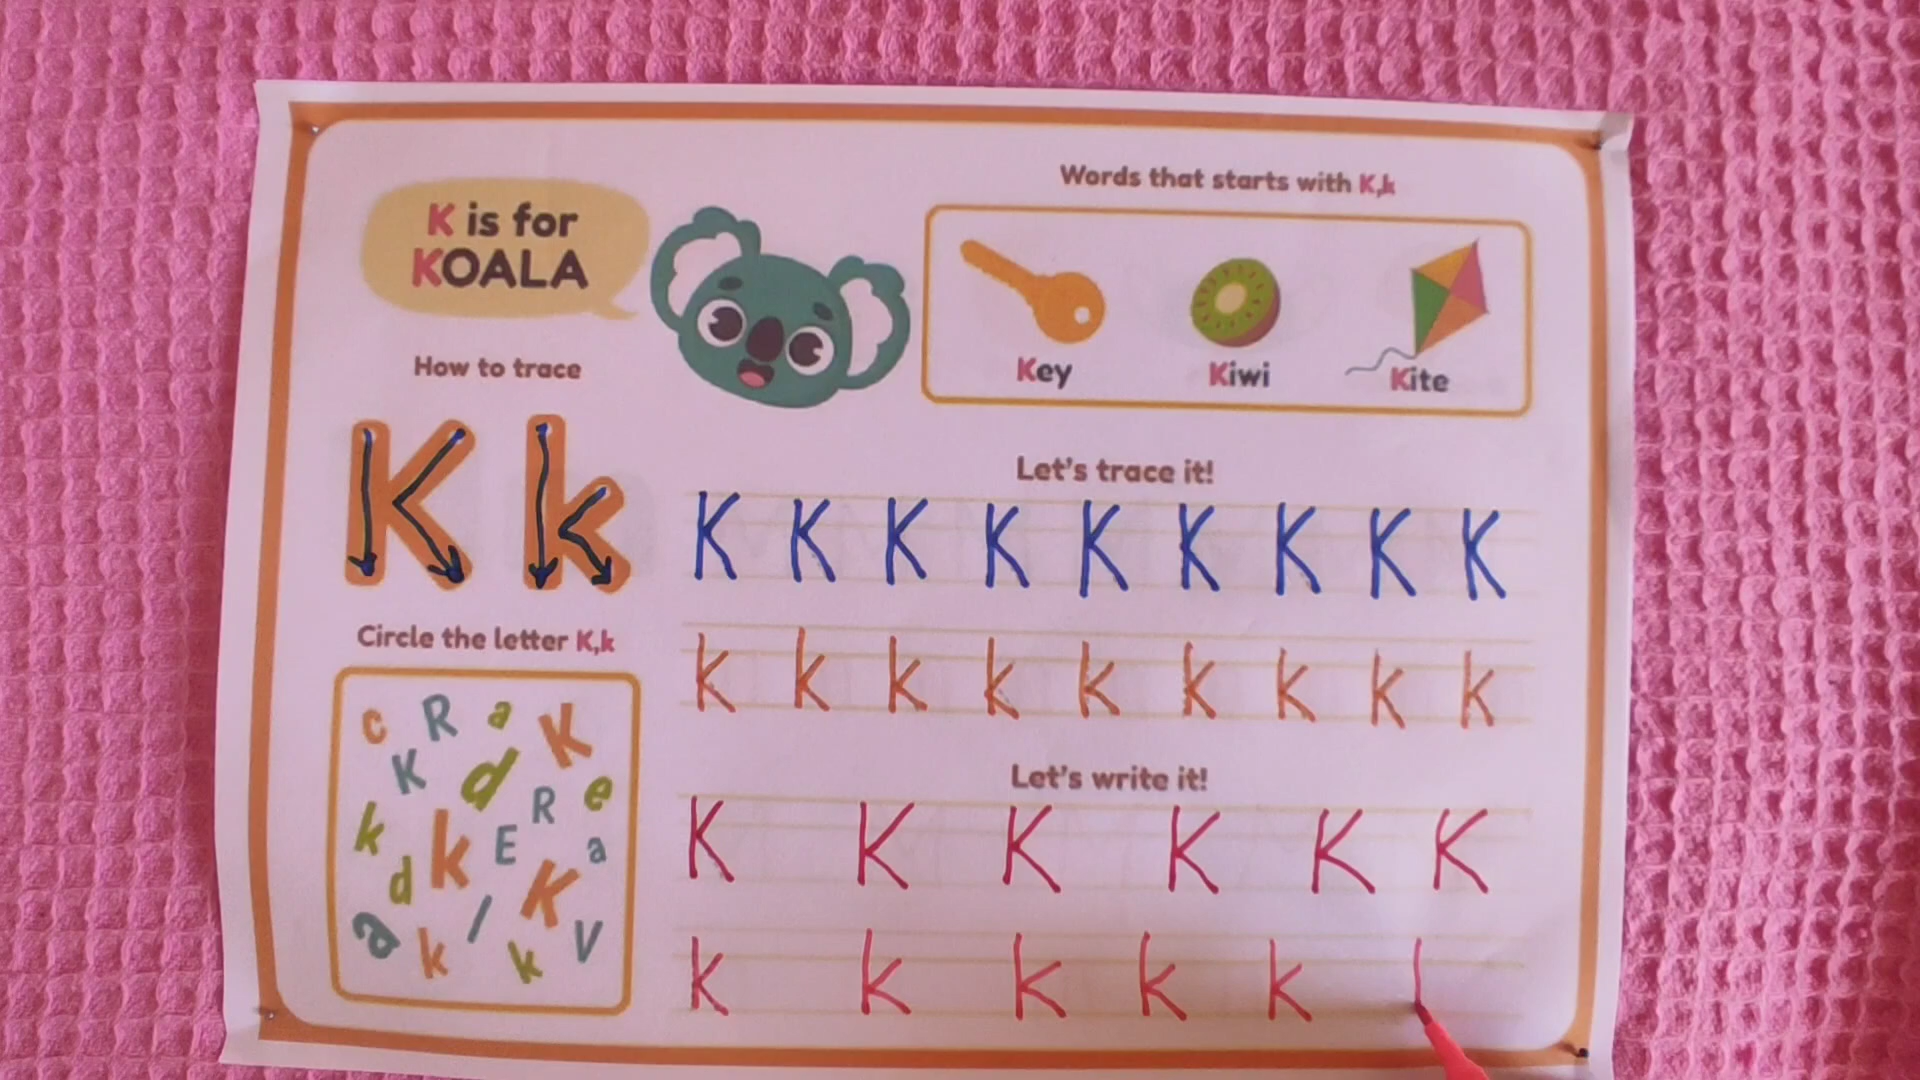 K is for
KOALA
Words that starts with K,k
Key Kiwi Kite
How to trace
K k
Let's trace it!
K K K K K K K K K
k k k k k k k k k
Circle the letter K,k
c R a K
K d
R e
k k E a
d K
a k l k V
Let's write it!
K K K K K K
k k k k k l